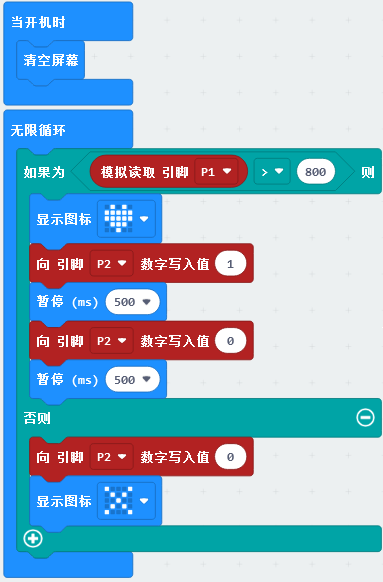 当开机时
清空屏幕
无限循环
如果为 模拟读取 引脚 P1 > 800 则
显示图标
向 引脚 P2 数字写入值 1
暂停 (ms) 500
向 引脚 P2 数字写入值 0
暂停 (ms) 500
否则
向 引脚 P2 数字写入值 0
显示图标